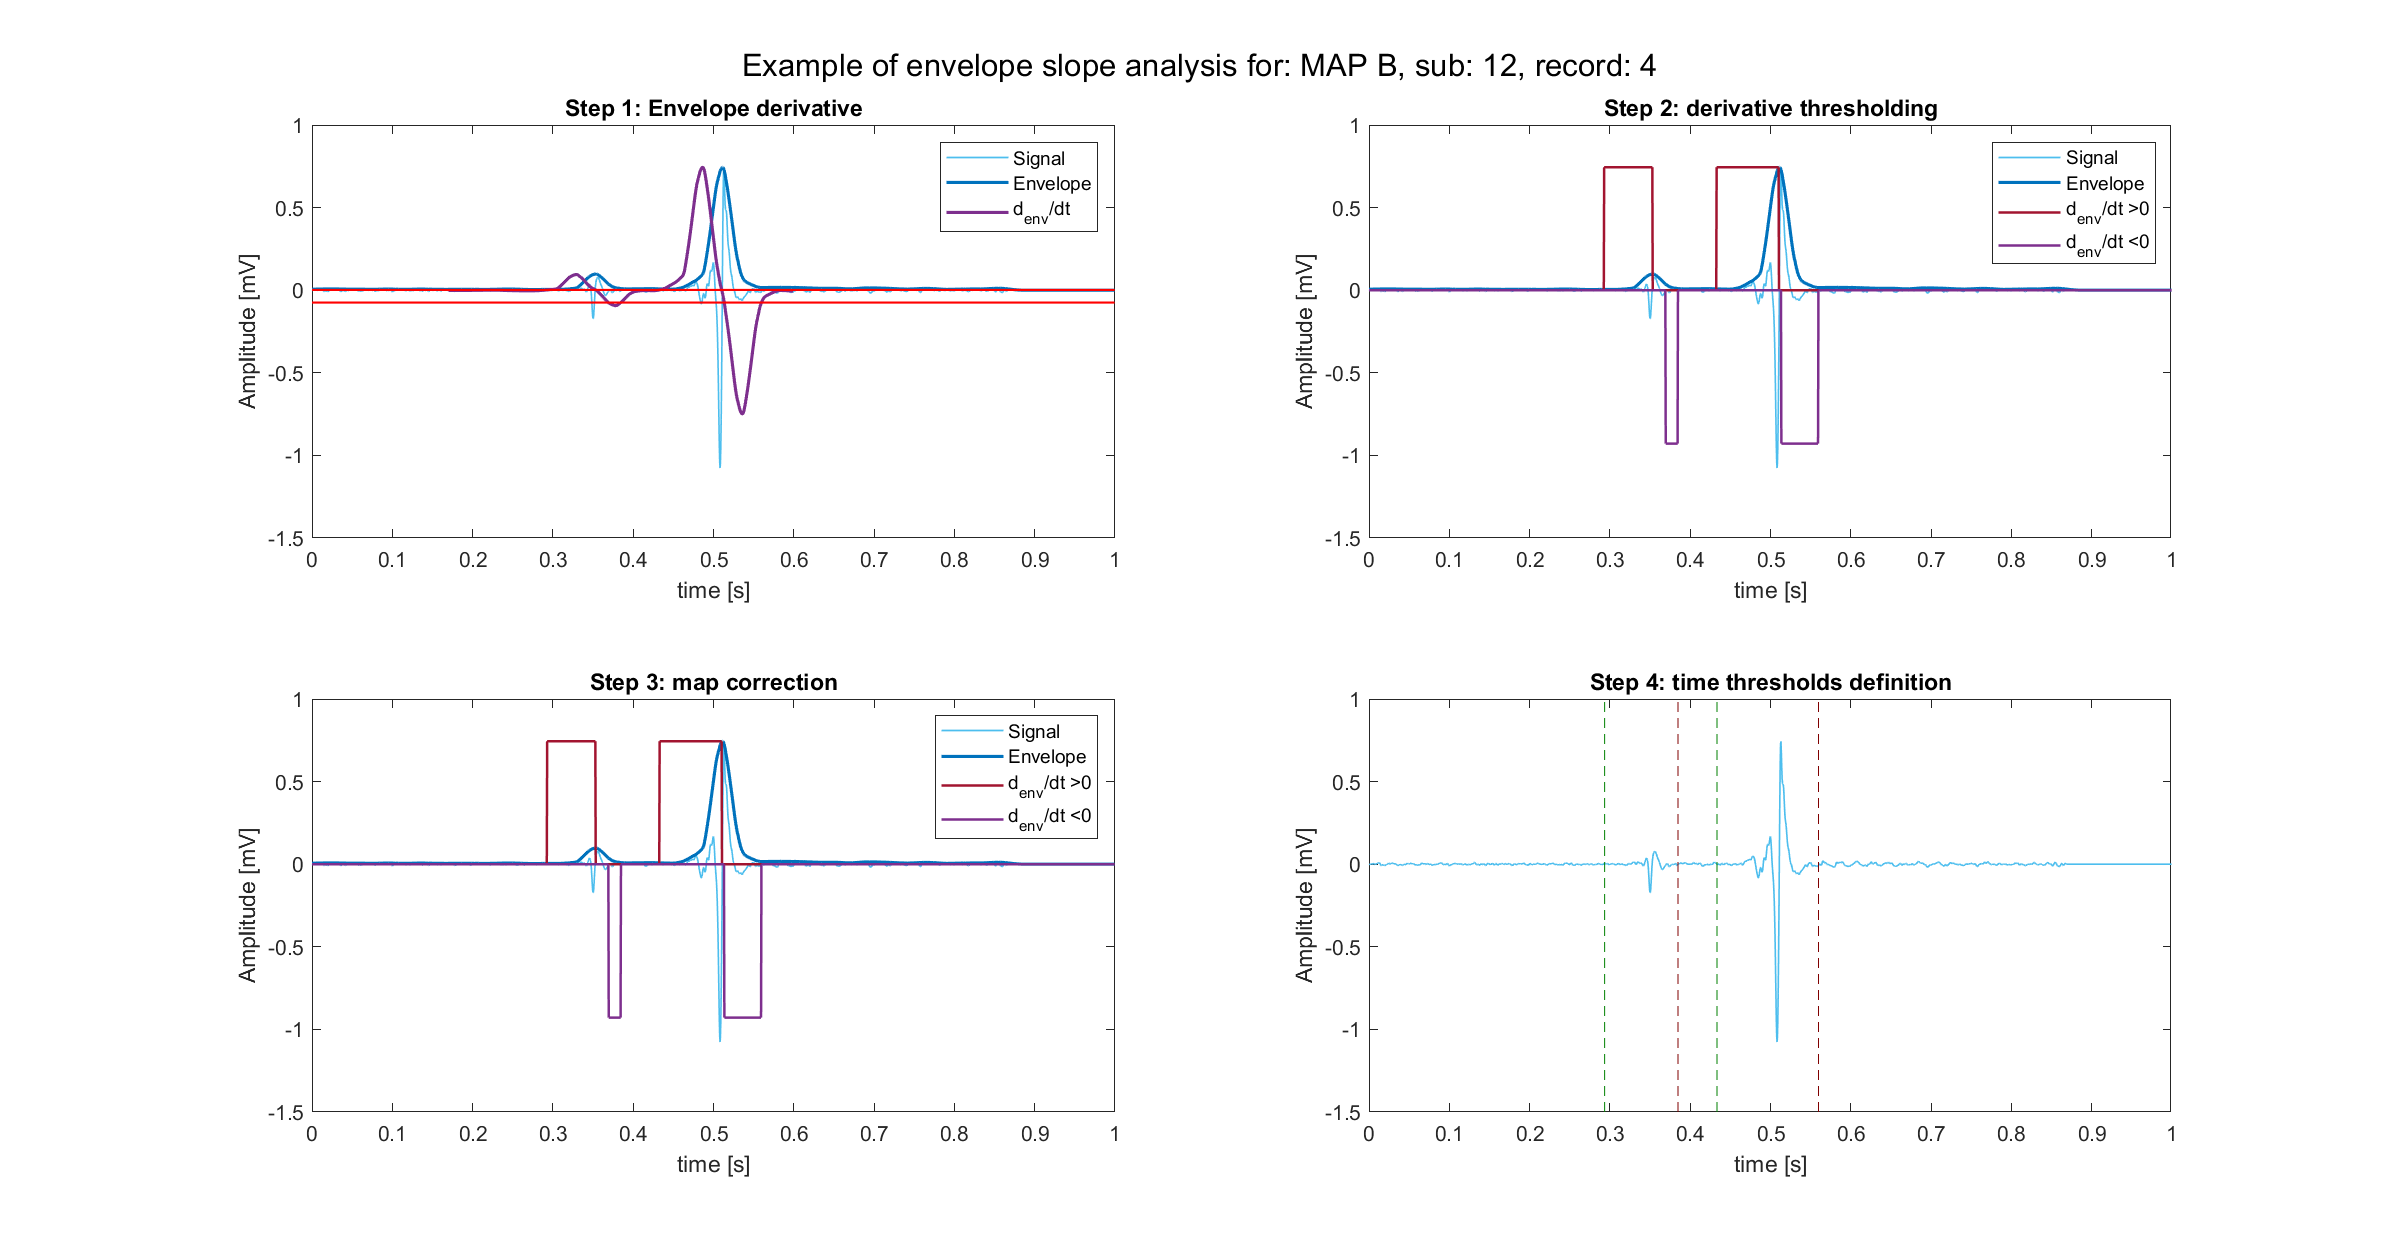 Example of envelope slope analysis for: MAP B, sub: 12, record: 4
Step 1: Envelope derivative
1
0.5
0
-0.5
-1
-1.5
Amplitude [mV]
Signal
Envelope
d_env/dt
0 0.1 0.2 0.3 0.4 0.5 0.6 0.7 0.8 0.9 1
time [s]
Step 2: derivative thresholding
1
0.5
0
-0.5
-1
-1.5
Amplitude [mV]
Signal
Envelope
d_env/dt >0
d_env/dt <0
0 0.1 0.2 0.3 0.4 0.5 0.6 0.7 0.8 0.9 1
time [s]
Step 3: map correction
1
0.5
0
-0.5
-1
-1.5
Amplitude [mV]
Signal
Envelope
d_env/dt >0
d_env/dt <0
0 0.1 0.2 0.3 0.4 0.5 0.6 0.7 0.8 0.9 1
time [s]
Step 4: time thresholds definition
1
0.5
0
-0.5
-1
-1.5
Amplitude [mV]
0 0.1 0.2 0.3 0.4 0.5 0.6 0.7 0.8 0.9 1
time [s]